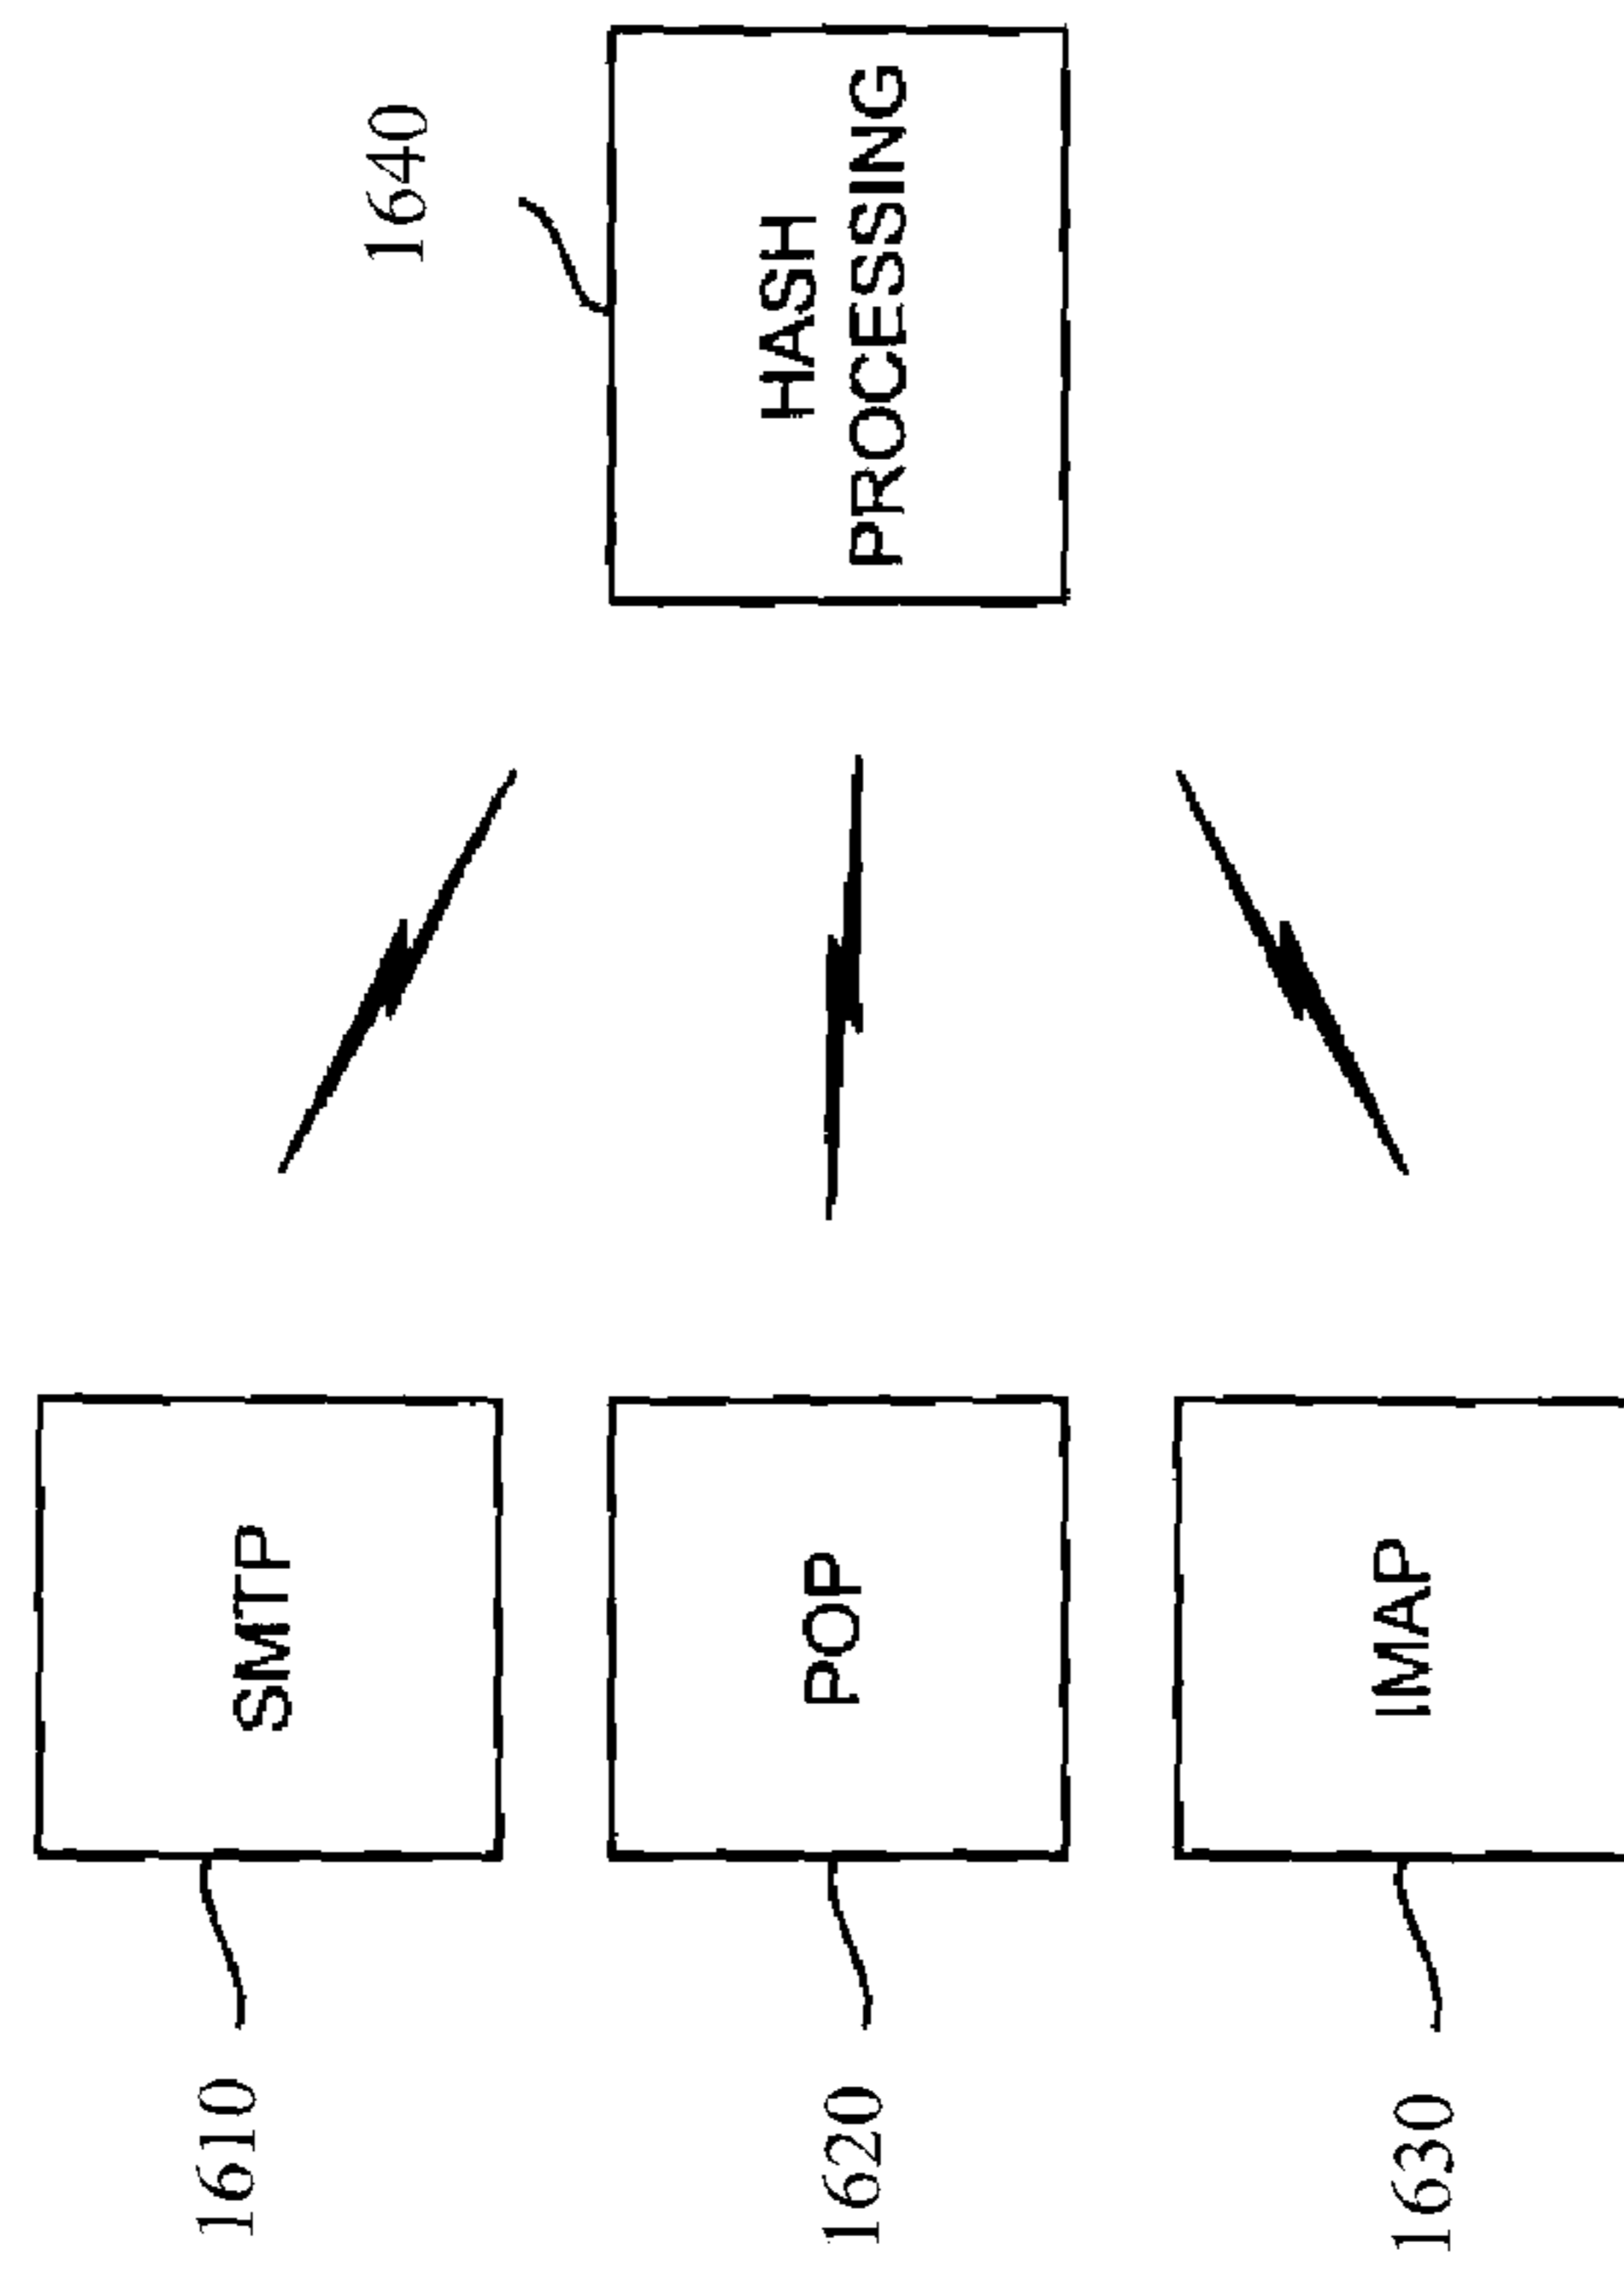 1610
SMTP
1620
POP
1630
IMAP
1640
HASH
PROCESSING